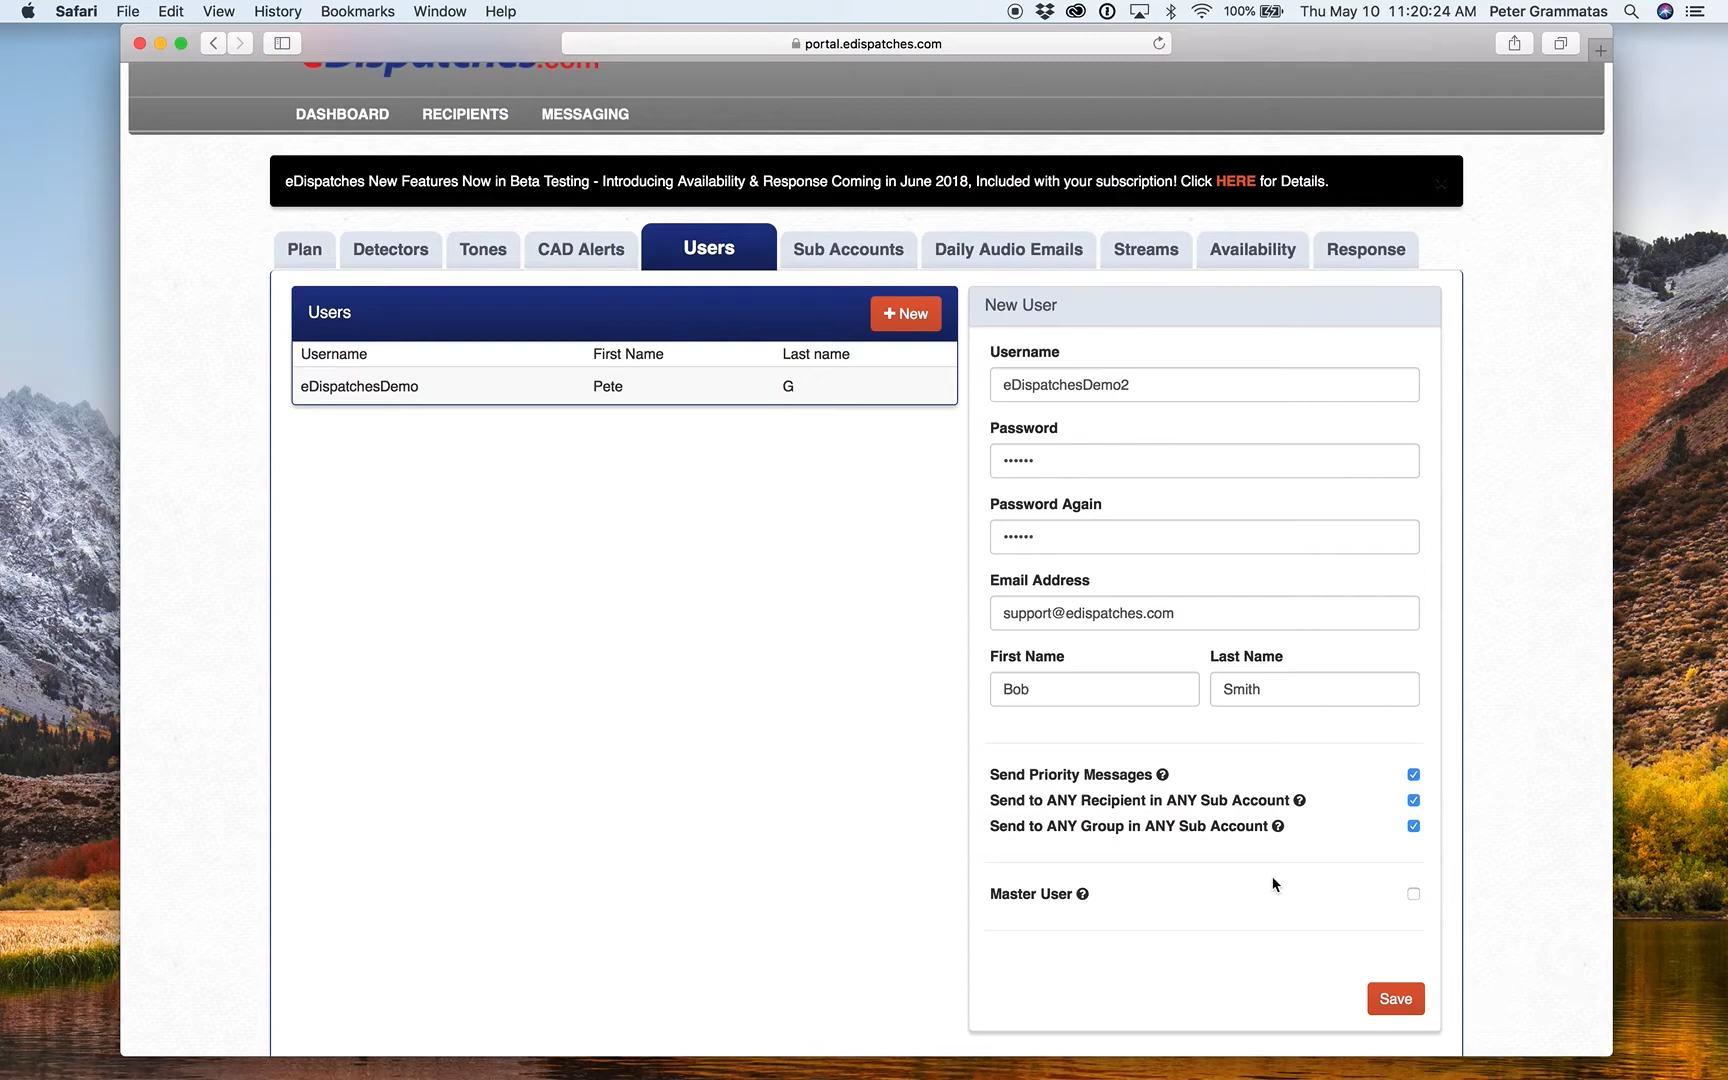 Safari File Edit View History Bookmarks Window Help 100% Thu May 10 11:20:24 AM Peter Grammatas
portal.edispatches.com
eDispatches.com
DASHBOARD RECIPIENTS MESSAGING
eDispatches New Features Now in Beta Testing - Introducing Availability & Response Coming in June 2018, Included with your subscription! Click HERE for Details.
Plan Detectors Tones CAD Alerts Users Sub Accounts Daily Audio Emails Streams Availability Response
Users + New
Username First Name Last name
eDispatchesDemo Pete G
New User
Username
eDispatchesDemo2
Password
••••••
Password Again
••••••
Email Address
support@edispatches.com
First Name Last Name
Bob Smith
Send Priority Messages ?
Send to ANY Recipient in ANY Sub Account ?
Send to ANY Group in ANY Sub Account ?
Master User ?
Save